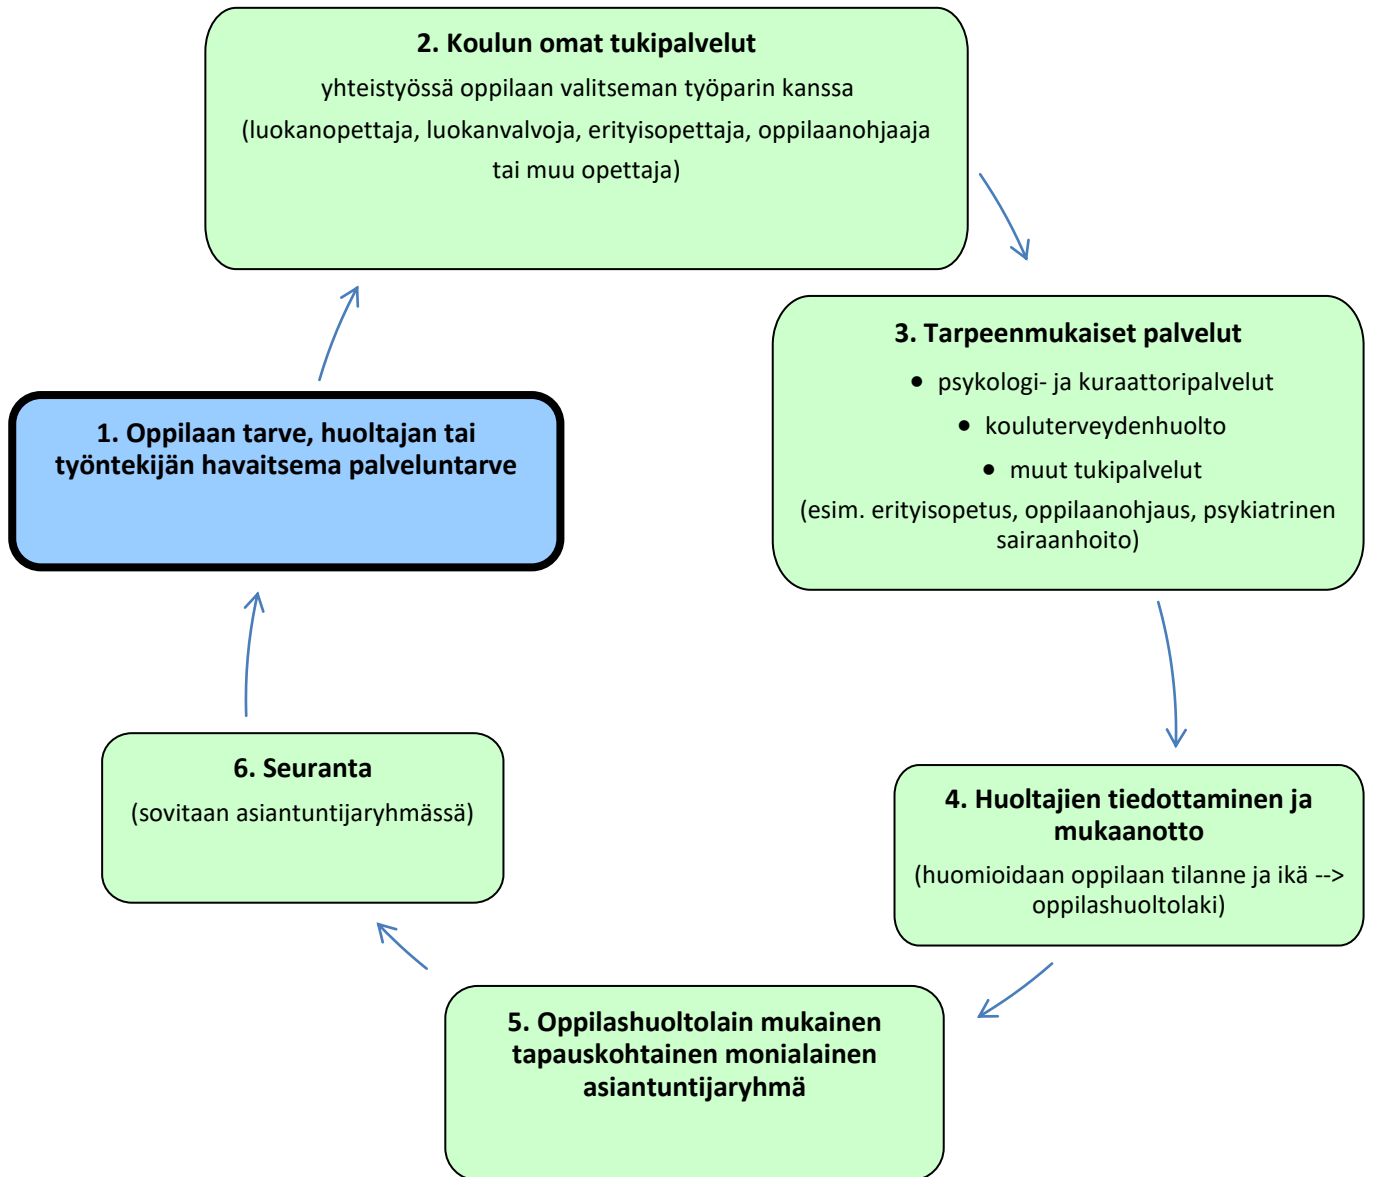 2. Koulun omat tukipalvelut
yhteistyössä oppilaan valitseman työparin kanssa
(luokanopettaja, luokanvalvoja, erityisopettaja, oppilaanohjaaja
tai muu opettaja)
3. Tarpeenmukaiset palvelut
• psykologi- ja kuraattoripalvelut
• kouluterveydenhuolto
• muut tukipalvelut
(esim. erityisopetus, oppilaanohjaus, psykiatrinen
sairaanhoito)
1. Oppilaan tarve, huoltajan tai
työntekijän havaitsema palveluntarve
6. Seuranta
(sovitaan asiantuntijaryhmässä)
4. Huoltajien tiedottaminen ja
mukaanotto
(huomioidaan oppilaan tilanne ja ikä -->
oppilashuoltolaki)
5. Oppilashuoltolain mukainen
tapauskohtainen monialainen
asiantuntijaryhmä